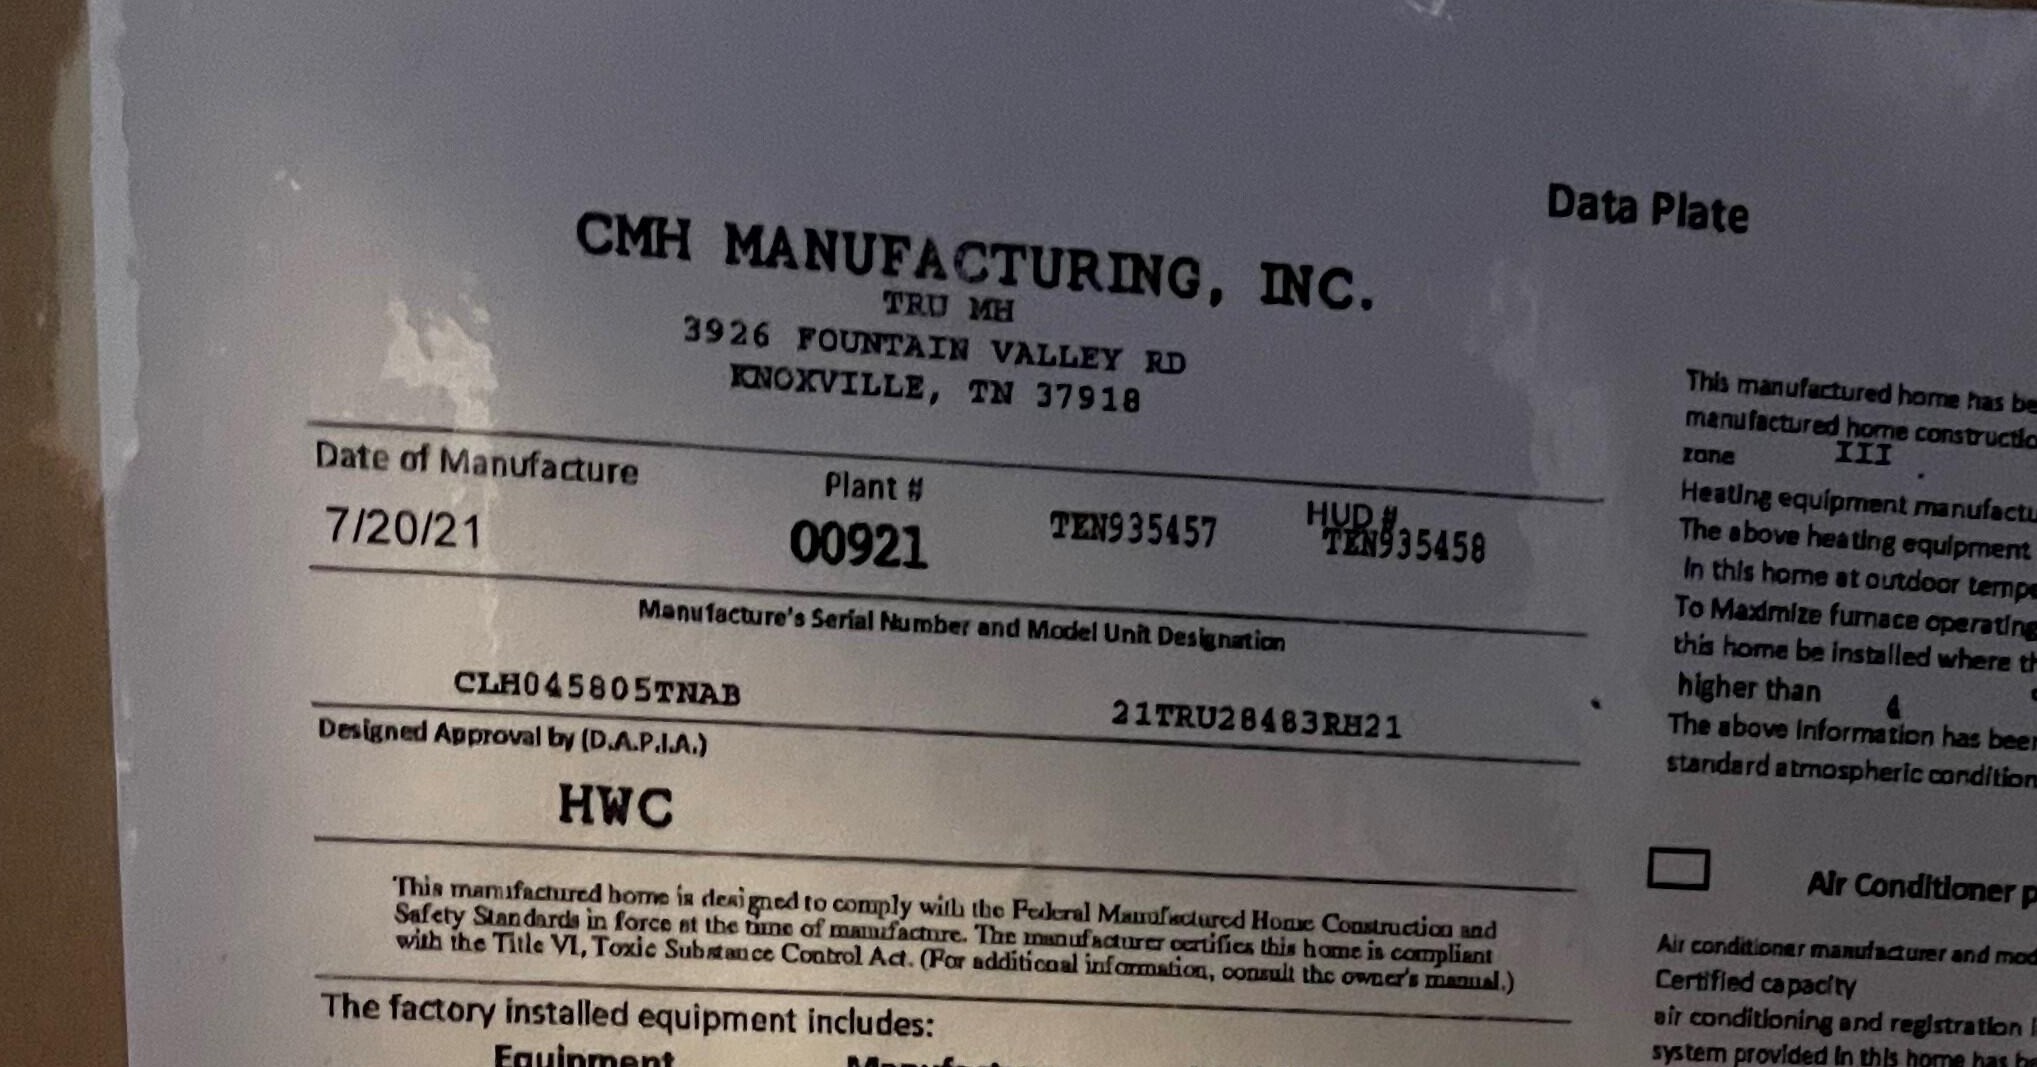 Data Plate
CMH MANUFACTURING, INC.
TRU MH
3926 FOUNTAIN VALLEY RD
KNOXVILLE, TN 37918
Date of Manufacture Plant # HUD #
7/20/21 00921 TEN935457 TEN935458
Manufacture's Serial Number and Model Unit Designation
CLH045805TNAB 21TRU28483RH21
Designed Approval by (D.A.P.I.A.)
HWC
This manufactured home is designed to comply with the Federal Manufactured Home Construction and
Safety Standards in force at the time of manufacture. The manufacturer certifies this home is compliant
with the Title VI, Toxic Substance Control Act. (For additional information, consult the owner's manual.)
The factory installed equipment includes:
Equipment
This manufactured home has
manufactured home
zone III .
Heating equipment
The above heating equipment
in this home at outdoor
To Maximize furnace operating
this home be installed where
higher than
The above information has
standard atmospheric
Air Conditioner
Air conditioner manufacturer and
Certified capacity
air conditioning and registration
system provided in this home has